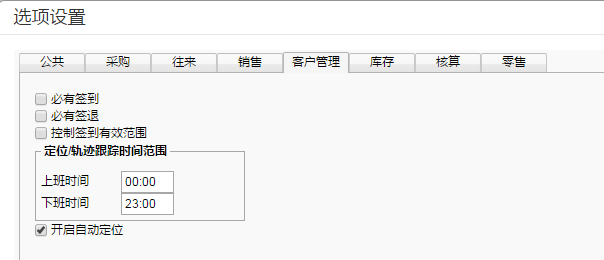 选项设置
公共 采购 往来 销售 客户管理 库存 核算 零售
必有签到
必有签退
控制签到有效范围
定位/轨迹跟踪时间范围
上班时间 00:00
下班时间 23:00
开启自动定位